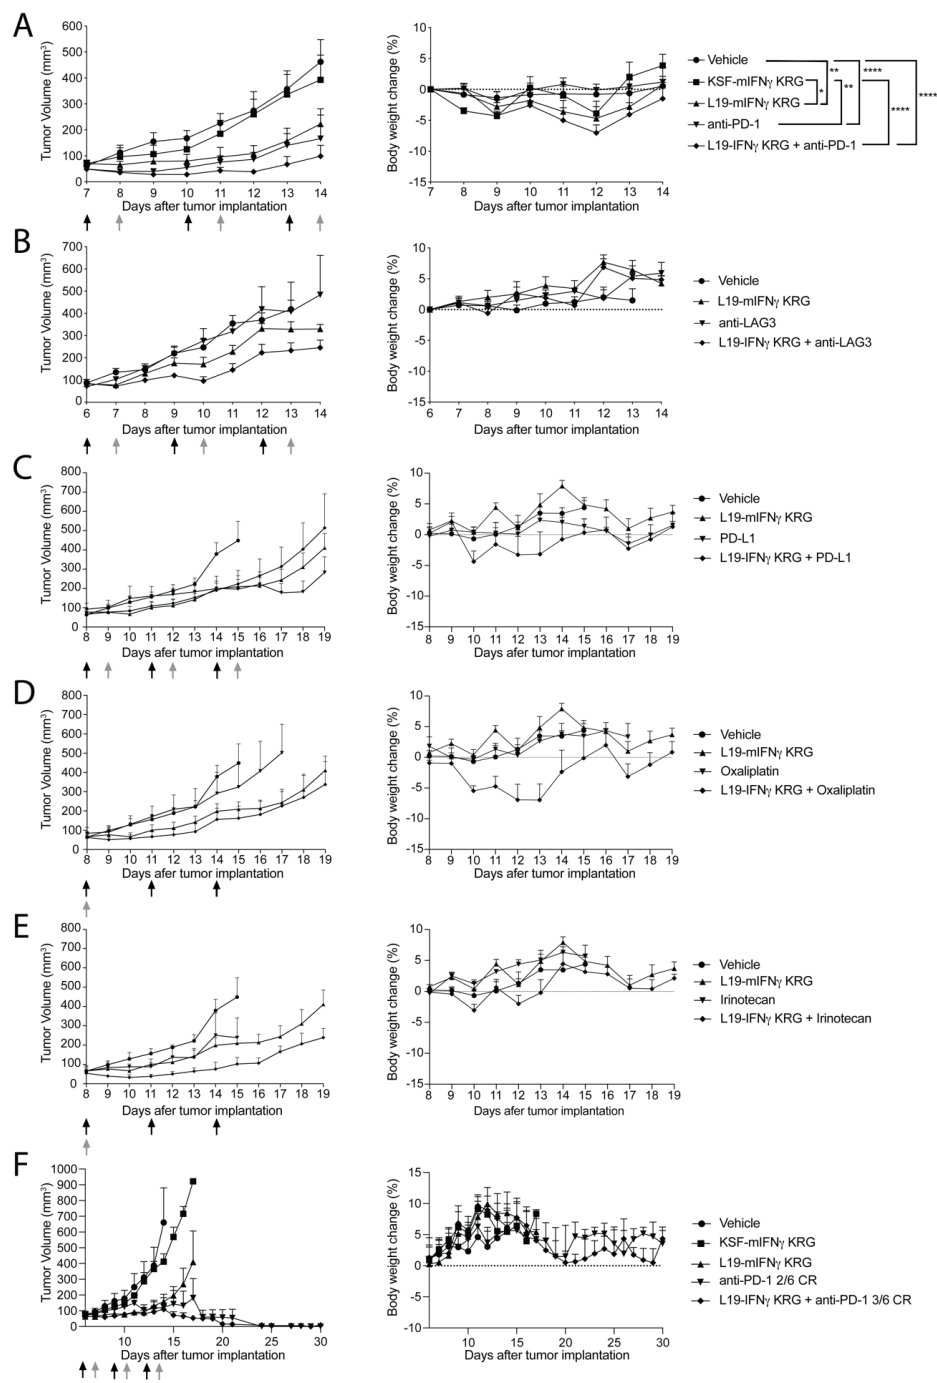 A
Tumor Volume (mm³)
600
500
400
300
200
100
0
7 8 9 10 11 12 13 14
Days after tumor implantation
Body weight change (%)
10
5
0
-5
-10
-15
7 8 9 10 11 12 13 14
Days after tumor implantation
Vehicle
KSF-mIFNγ KRG
L19-mIFNγ KRG
anti-PD-1
L19-IFNγ KRG + anti-PD-1
*
**
**
****
****
****
B
Tumor Volume (mm³)
700
600
500
400
300
200
100
0
6 7 8 9 10 11 12 13 14
Days after tumor implantation
Body weight change (%)
10
5
0
-5
-10
-15
6 7 8 9 10 11 12 13 14
Days after tumor implantation
Vehicle
L19-mIFNγ KRG
anti-LAG3
L19-IFNγ KRG + anti-LAG3
C
Tumor Volume (mm³)
800
700
600
500
400
300
200
100
0
8 9 10 11 12 13 14 15 16 17 18 19
Days afer tumor implantation
Body weight change (%)
10
5
0
-5
-10
-15
8 9 10 11 12 13 14 15 16 17 18 19
Days after tumor implantation
Vehicle
L19-mIFNγ KRG
PD-L1
L19-IFNγ KRG + PD-L1
D
Tumor Volume (mm³)
800
700
600
500
400
300
200
100
0
8 9 10 11 12 13 14 15 16 17 18 19
Days after tumor implantation
Body weight change (%)
10
5
0
-5
-10
-15
8 9 10 11 12 13 14 15 16 17 18 19
Days after tumor implantation
Vehicle
L19-mIFNγ KRG
Oxaliplatin
L19-IFNγ KRG + Oxaliplatin
E
Tumor Volume (mm³)
800
700
600
500
400
300
200
100
0
8 9 10 11 12 13 14 15 16 17 18 19
Days afer tumor implantation
Body weight change (%)
10
5
0
-5
-10
-15
8 9 10 11 12 13 14 15 16 17 18 19
Days afer tumor implantation
Vehicle
L19-mIFNγ KRG
Irinotecan
L19-IFNγ KRG + Irinotecan
F
Tumor Volume (mm³)
1000
900
800
700
600
500
400
300
200
100
0
10 15 20 25 30
Days after tumor implantation
Body weight change (%)
15
10
5
0
-5
-10
10 15 20 25 30
Days after tumor implantation
Vehicle
KSF-mIFNγ KRG
L19-mIFNγ KRG
anti-PD-1 2/6 CR
L19-IFNγ KRG + anti-PD-1 3/6 CR